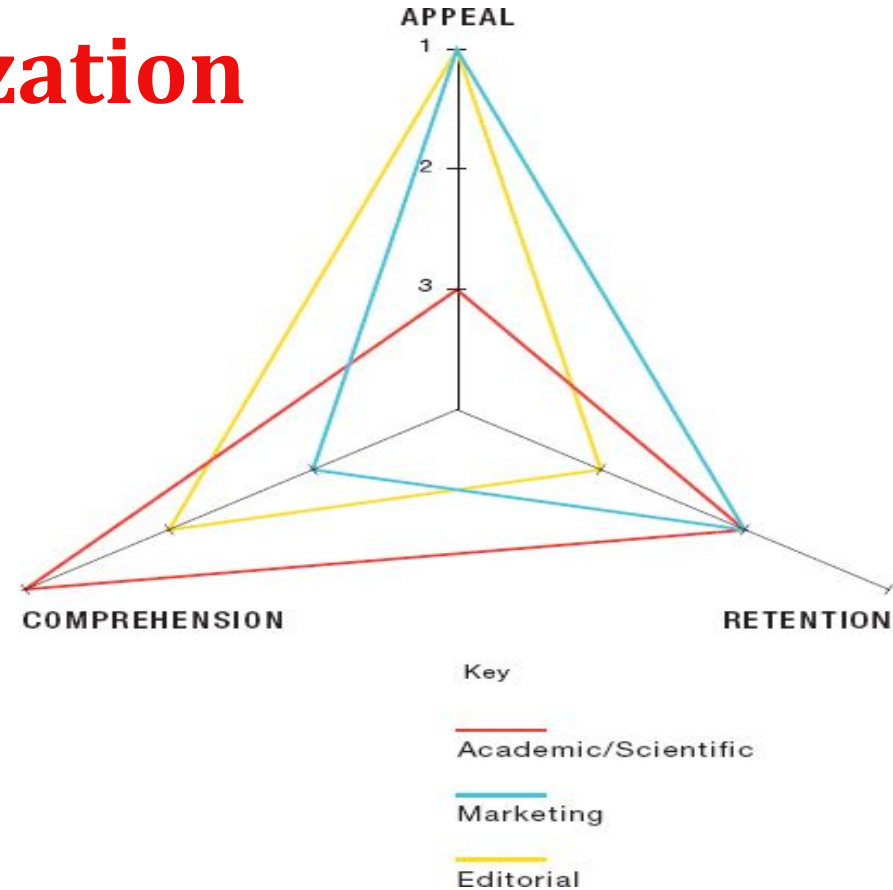 APPEAL
zation
1
2
3
COMPREHENSION
RETENTION
Key
Academic/Scientific
Marketing
Editorial